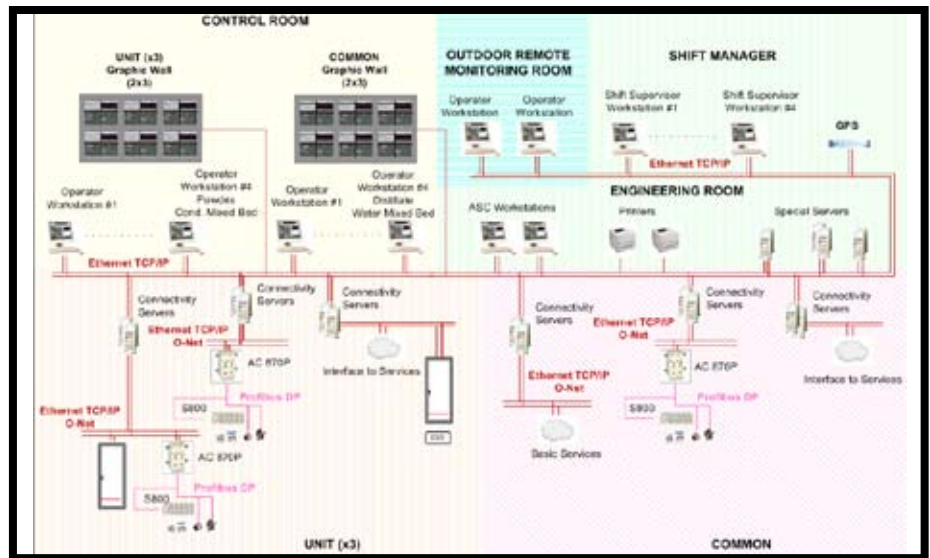 CONTROL ROOM
UNIT (x3)
Graphic Wall
(2x3)
COMMON
Graphic Wall
(2x3)
OUTDOOR REMOTE
MONITORING ROOM
SHIFT MANAGER
Operator
Workstation
Operator
Workstation
Shift Supervisor
Workstation #1
Shift Supervisor
Workstation #4
GPS
Ethernet TCP/IP
Operator
Workstation #1
Operator
Workstation #4
Powdex
Cond. Mixed Bed
Operator
Workstation #1
Operator
Workstation #4
Distillate
Water Mixed Bed
ENGINEERING ROOM
ASC Workstations
Printers
Special Servers
Ethernet TCP/IP
Connectivity
Servers
Connectivity
Servers
Connectivity
Servers
Connectivity
Servers
Connectivity
Servers
Connectivity
Servers
Ethernet TCP/IP
O-Net
Ethernet TCP/IP
O-Net
AC 870P
Interface to Services
AC 870P
Interface to Services
Ethernet TCP/IP
O-Net
Profibus DP
S800
Profibus DP
S800
Ethernet TCP/IP
O-Net
AC 870P
Basic Services
Profibus DP
S800
UNIT (x3)
COMMON